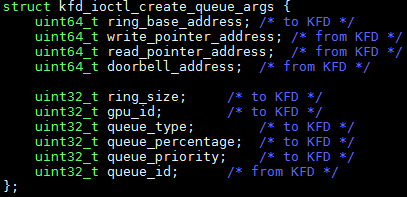 struct kfd_ioctl_create_queue_args {
uint64_t ring_base_address; /* to KFD */
uint64_t write_pointer_address; /* from KFD */
uint64_t read_pointer_address; /* from KFD */
uint64_t doorbell_address; /* from KFD */
uint32_t ring_size; /* to KFD */
uint32_t gpu_id; /* to KFD */
uint32_t queue_type; /* to KFD */
uint32_t queue_percentage; /* to KFD */
uint32_t queue_priority; /* to KFD */
uint32_t queue_id; /* from KFD */
};